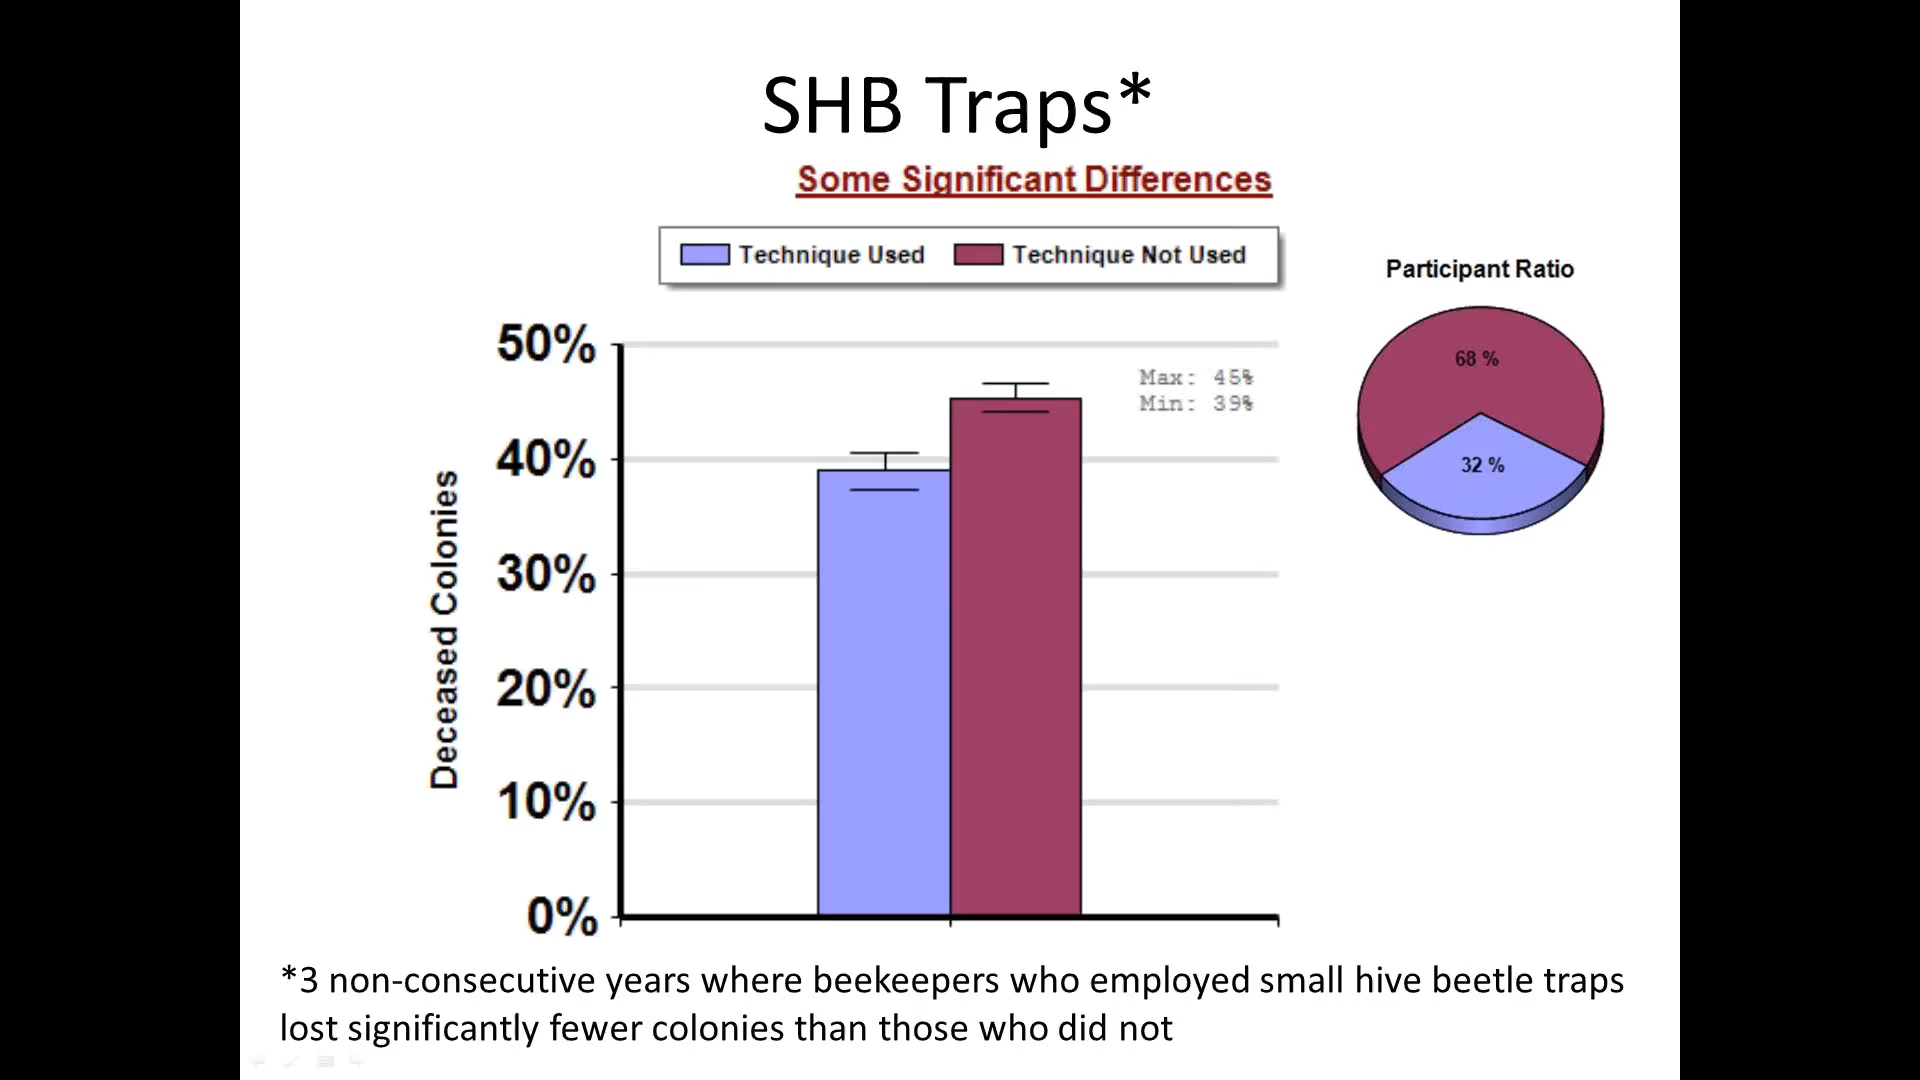 SHB Traps*
Some Significant Differences
Technique Used
Technique Not Used
Participant Ratio
68 %
32 %
Max: 45%
Min: 39%
50%
40%
30%
20%
10%
0%
Deceased Colonies
*3 non-consecutive years where beekeepers who employed small hive beetle traps
lost significantly fewer colonies than those who did not